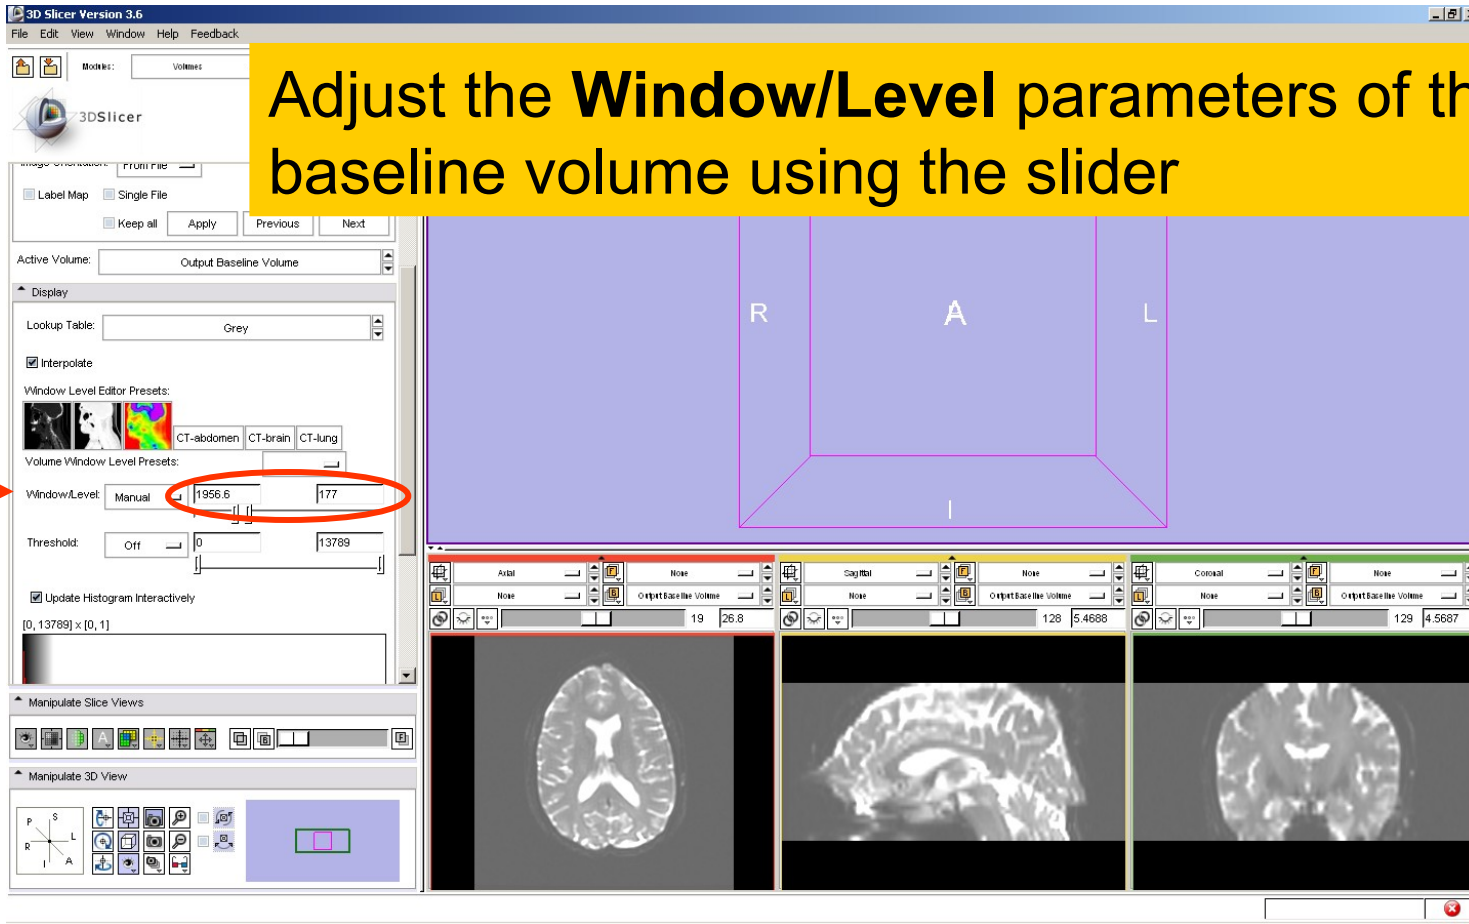 3D Slicer Version 3.6
File Edit View Window Help Feedback
Modules: Volumes
3DSlicer
Adjust the Window/Level parameters of th
baseline volume using the slider
Image Orientation: From File
Label Map Single File
Keep all Apply Previous Next
Active Volume: Output Baseline Volume
Display
Lookup Table: Grey
Interpolate
Window Level Editor Presets:
CT-abdomen CT-brain CT-lung
Volume Window Level Presets:
Window/Level: Manual 1956.6 177
Threshold: Off 0 13789
Update Histogram Interactively
[0, 13789] x [0, 1]
Manipulate Slice Views
A B F
Manipulate 3D View
P S
R L
I A
R A L
I
Axial F None
L None B Output Baseline Volume
19 26.8
Sagittal F None
L None B Output Baseline Volume
128 5.4688
Coronal F None
L None B Output Baseline Volume
129 4.5687